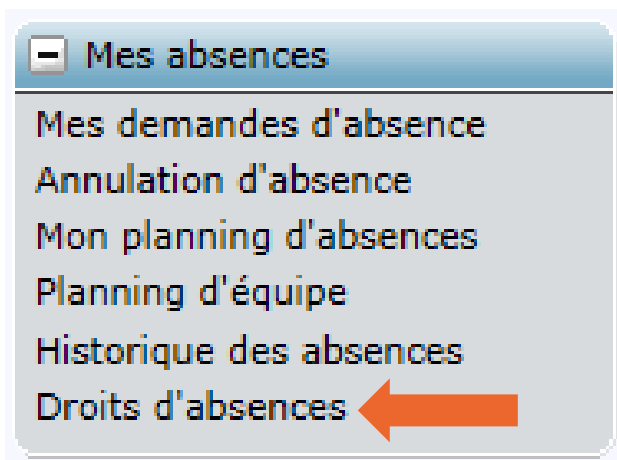 Mes absences
Mes demandes d'absence
Annulation d'absence
Mon planning d'absences
Planning d'équipe
Historique des absences
Droits d'absences